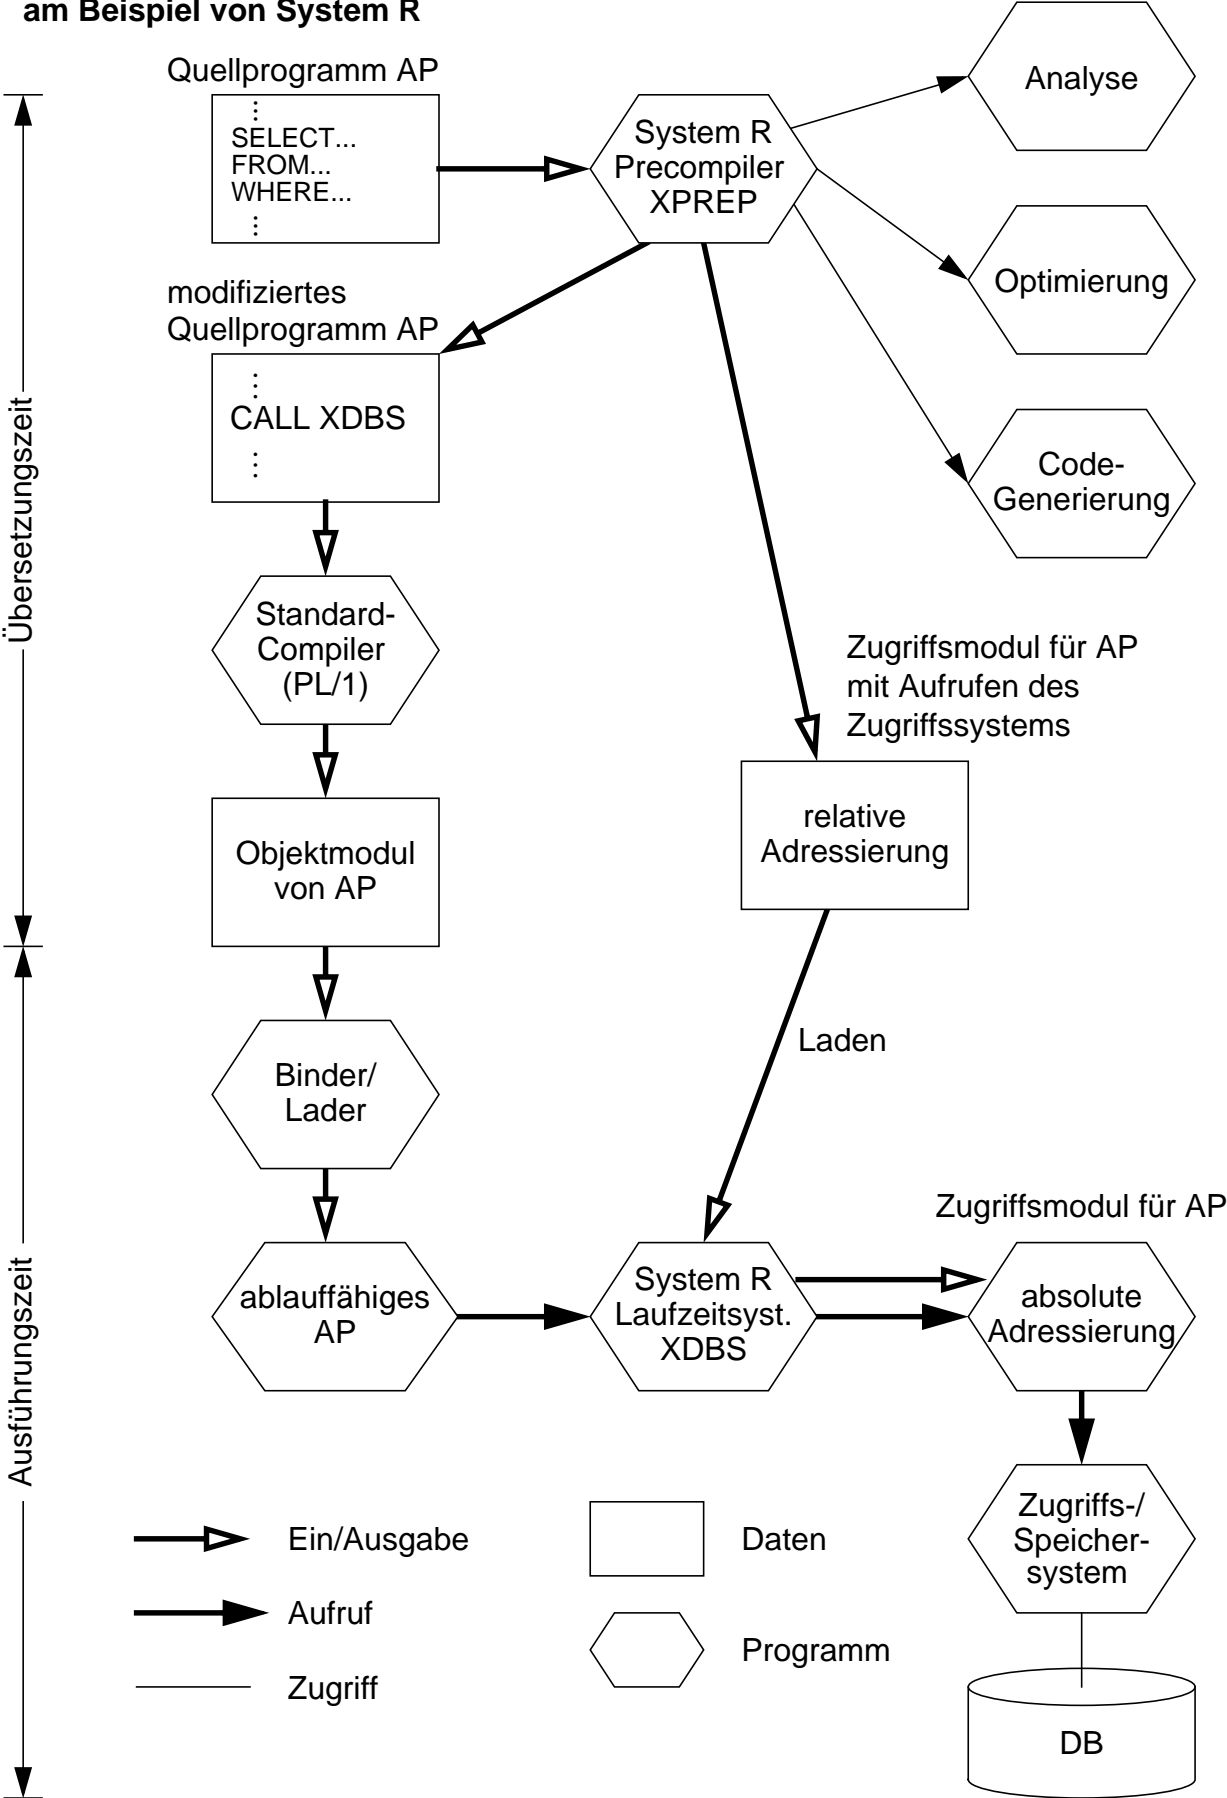 am Beispiel von System R
Quellprogramm AP
⋮
SELECT...
FROM...
WHERE...
⋮
System R
Precompiler
XPREP
Analyse
Optimierung
Code-
Generierung
modifiziertes
Quellprogramm AP
⋮
CALL XDBS
⋮
Übersetzungszeit
Standard-
Compiler
(PL/1)
Zugriffsmodul für AP
mit Aufrufen des
Zugriffssystems
relative
Adressierung
Objektmodul
von AP
Binder/
Lader
Laden
Ausführungszeit
Zugriffsmodul für AP
ablauffähiges
AP
System R
Laufzeitsyst.
XDBS
absolute
Adressierung
Zugriffs-/
Speicher-
system
DB
Ein/Ausgabe
Aufruf
Zugriff
Daten
Programm